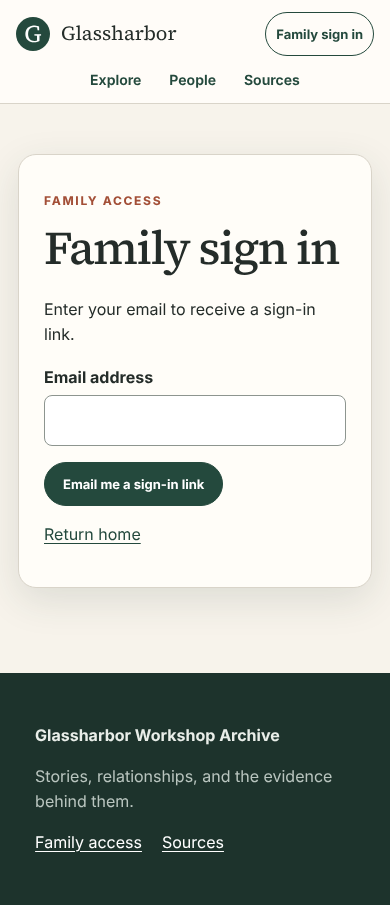 G Glassharbor
Family sign in
Explore People Sources
FAMILY ACCESS
Family sign in
Enter your email to receive a sign-in
link.
Email address
Email me a sign-in link
Return home
Glassharbor Workshop Archive
Stories, relationships, and the evidence
behind them.
Family access Sources